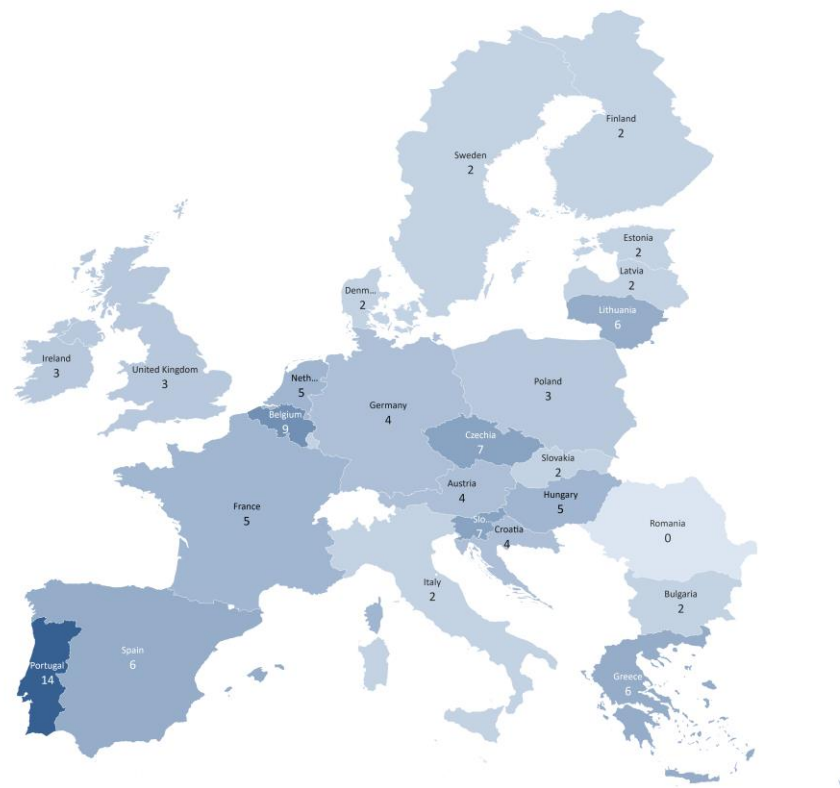 Finland
2
Sweden
2
Estonia
2
Latvia
2
Denm...
2
Lithuania
6
Ireland
3
United Kingdom
3
Neth...
5
Poland
3
Germany
4
Belgium
9
Czechia
7
Slovakia
2
Austria
4
Hungary
5
France
5
Slo...
7
Croatia
4
Romania
0
Italy
2
Bulgaria
2
Spain
6
Portugal
14
Greece
6